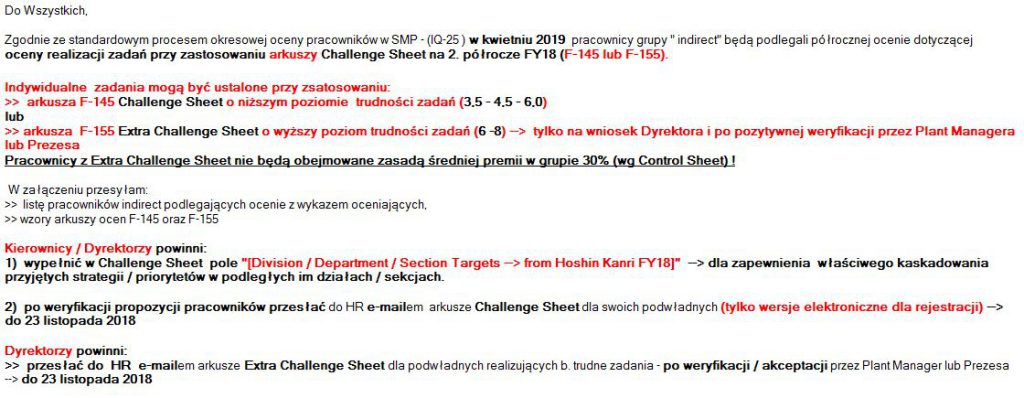 Do Wszystkich,
Zgodnie ze standardowym procesem okresowej oceny pracowników w SMP - (IQ-25 ) w kwietniu 2019 pracownicy grupy " indirect" będą podlegali półrocznej ocenie dotyczącej
oceny realizacji zadań przy zastosowaniu arkuszy Challenge Sheet na 2. półrocze FY18 (F-145 lub F-155).
Indywidualne zadania mogą być ustalone przy zsatosowaniu:
>> arkusza F-145 Challenge Sheet o niższym poziomie trudności zadań (3,5 - 4,5 - 6,0)
lub
>> arkusza F-155 Extra Challenge Sheet o wyższy poziom trudności zadań (6 -8) --> tylko na wniosek Dyrektora i po pozytywnej weryfikacji przez Plant Managera
lub Prezesa
Pracownicy z Extra Challenge Sheet nie będą obejmowane zasadą średniej premii w grupie 30% (wg Control Sheet) !
W załączeniu przesyłam:
>> listę pracowników indirect podlegających ocenie z wykazem oceniających,
>> wzory arkuszy ocen F-145 oraz F-155
Kierownicy / Dyrektorzy powinni:
1) wypełnić w Challenge Sheet pole "[Division / Department / Section Targets --> from Hoshin Kanri FY18]" --> dla zapewnienia właściwego kaskadowania
przyjętych strategii / priorytetów w podległych im działach / sekcjach.
2) po weryfikacji propozycji pracowników przesłać do HR e-mailem arkusze Challenge Sheet dla swoich podwładnych (tylko wersje elektroniczne dla rejestracji) -->
do 23 listopada 2018
Dyrektorzy powinni:
>> przesłać do HR e-mailem arkusze Extra Challenge Sheet dla podwładnych realizujących b. trudne zadania - po weryfikacji / akceptacji przez Plant Manager lub Prezesa
--> do 23 listopada 2018